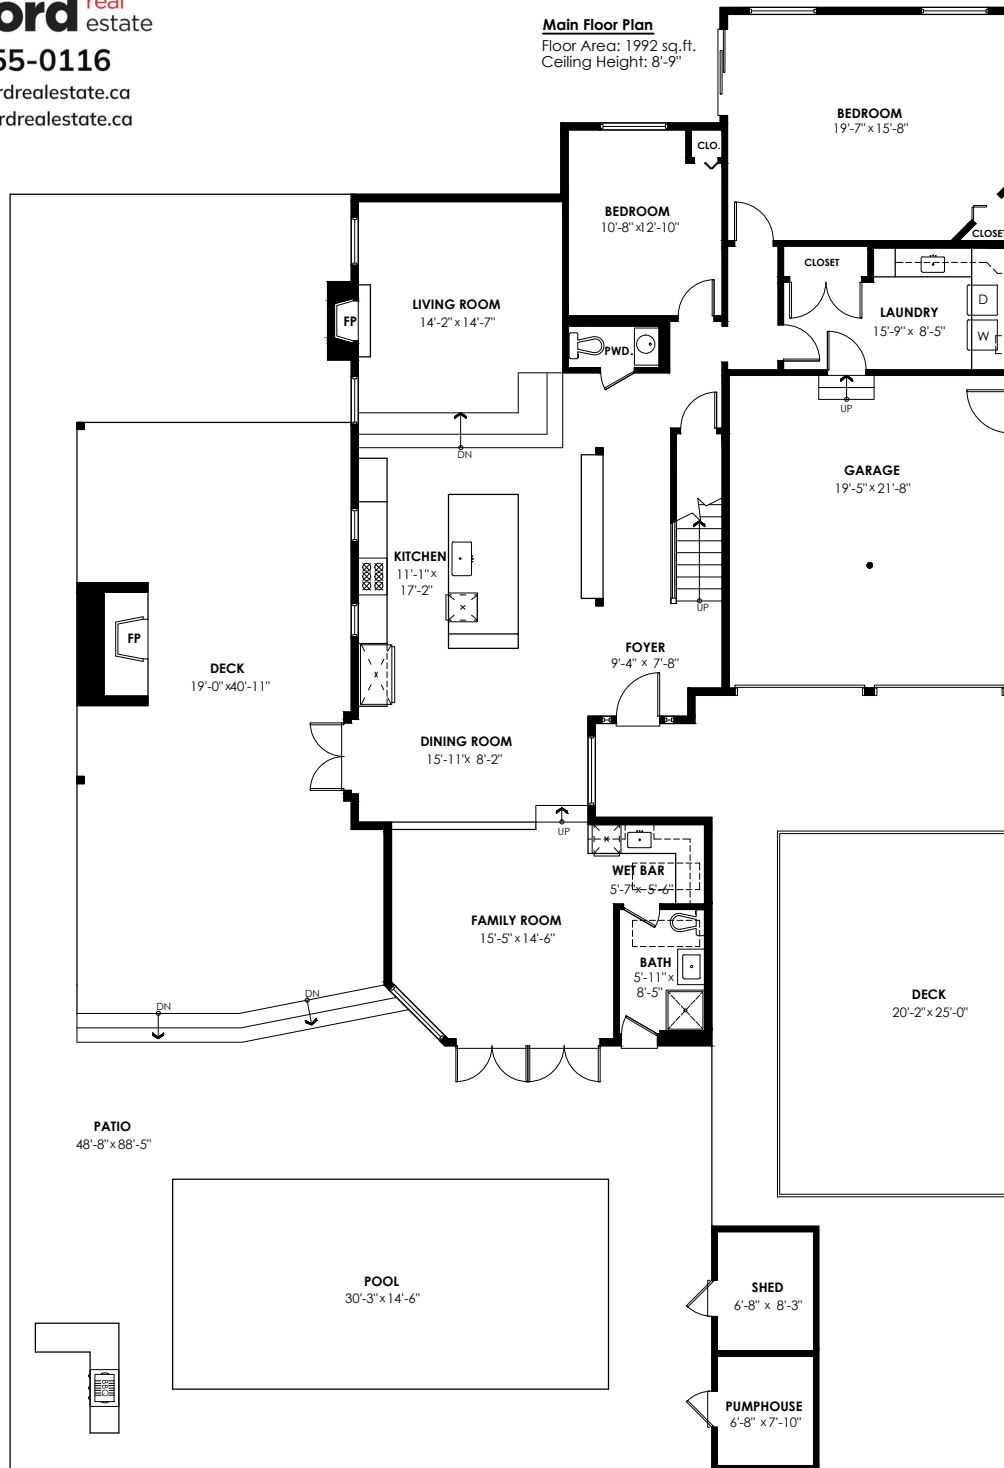 real
estate
55-0116
rdrealestate.ca
rdrealestate.ca
Main Floor Plan
Floor Area: 1992 sq.ft.
Ceiling Height: 8'-9"
BEDROOM
19'-7" x 15'-8"
CLO.
BEDROOM
10'-8" x 12'-10"
CLOSET
CLOSET
LIVING ROOM
14'-2" x 14'-7"
FP
LAUNDRY
15'-9" x 8'-5"
D
W
PWD.
UP
DN
GARAGE
19'-5" x 21'-8"
KITCHEN
11'-1" x
17'-2"
UP
FP
FOYER
9'-4" x 7'-8"
DECK
19'-0" x 40'-11"
DINING ROOM
15'-11" x 8'-2"
UP
WET BAR
5'-7" x 5'-6"
FAMILY ROOM
15'-5" x 14'-6"
BATH
5'-11" x
8'-5"
DN
DN
DECK
20'-2" x 25'-0"
PATIO
48'-8" x 88'-5"
POOL
30'-3" x 14'-6"
SHED
6'-8" x 8'-3"
BBQ
PUMPHOUSE
6'-8" x 7'-10"